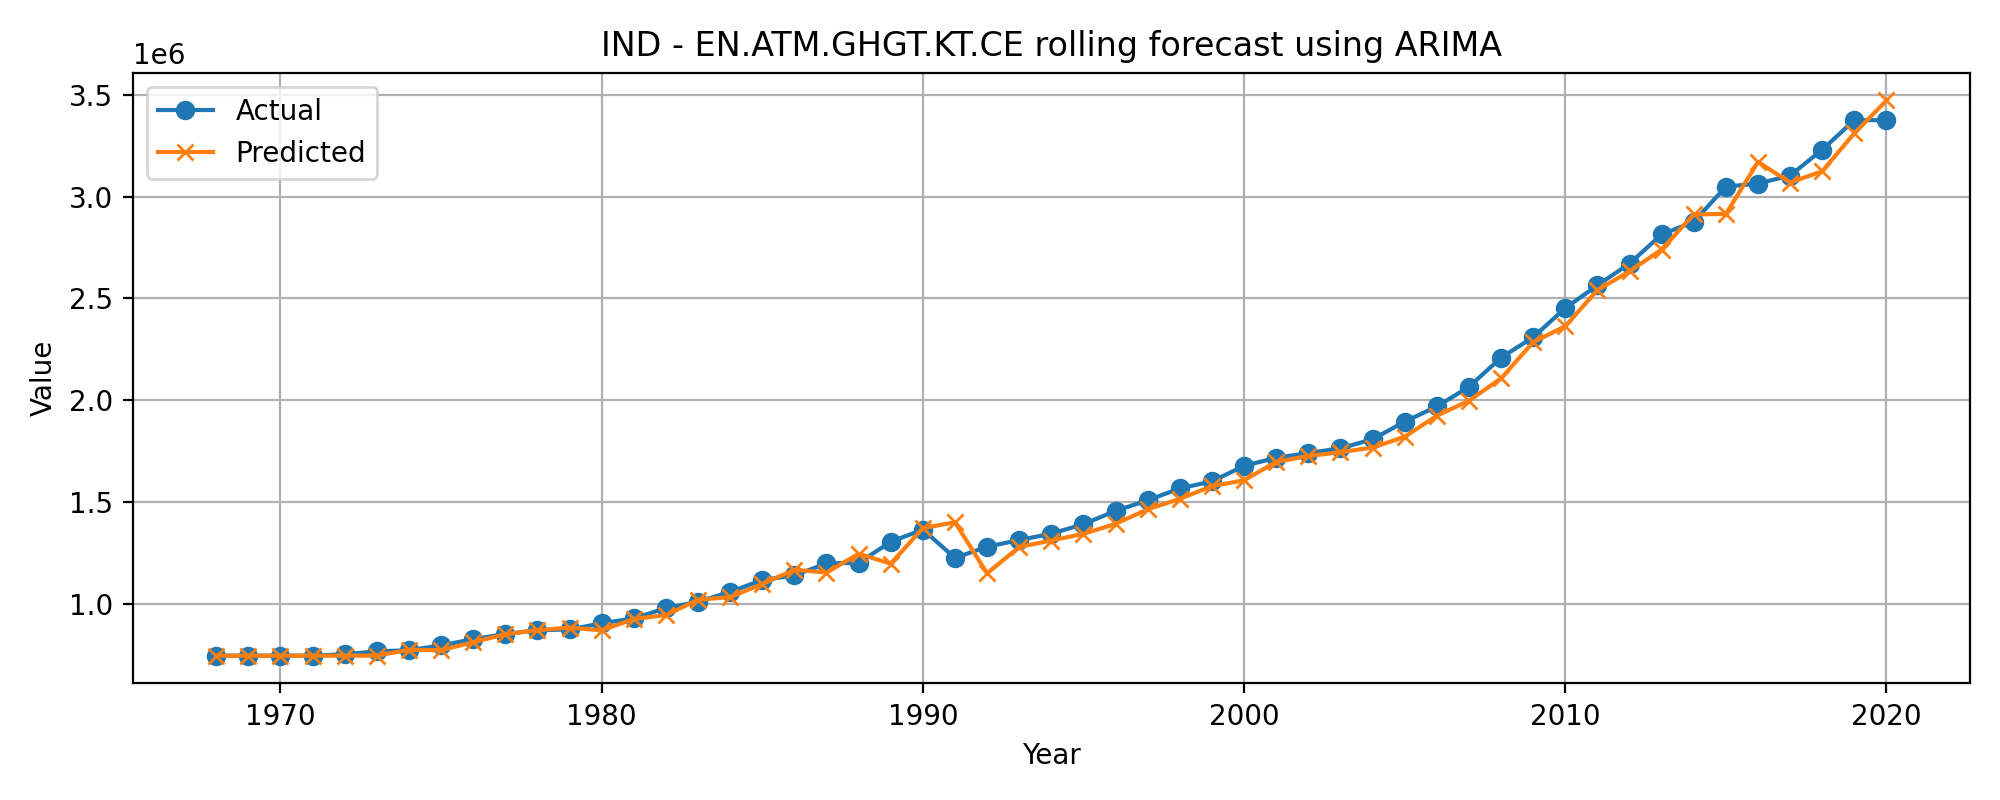 IND - EN.ATM.GHGT.KT.CE rolling forecast using ARIMA
1e6
Actual
Predicted
3.5
3.0
2.5
2.0
1.5
1.0
Value
1970 1980 1990 2000 2010 2020
Year